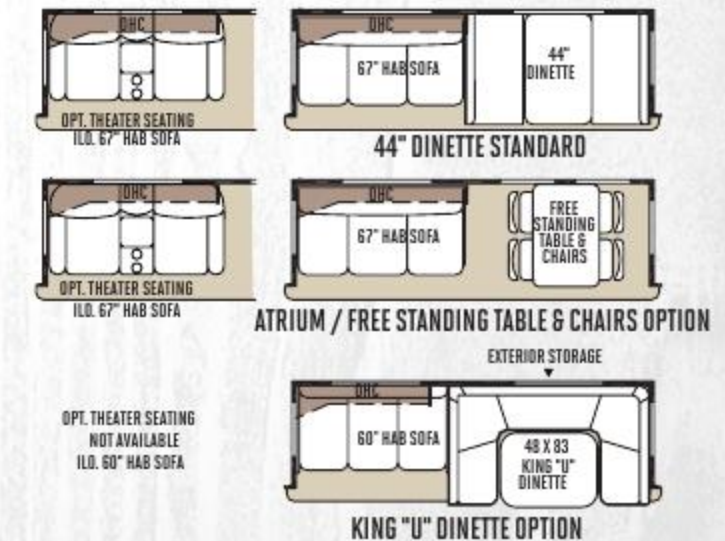 OHC
OPT. THEATER SEATING
ILO. 67" HAB SOFA
OHC
67" HAB SOFA
44"
DINETTE
44" DINETTE STANDARD
OHC
OPT. THEATER SEATING
ILO. 67" HAB SOFA
OHC
67" HAB SOFA
FREE
STANDING
TABLE &
CHAIRS
ATRIUM / FREE STANDING TABLE & CHAIRS OPTION
EXTERIOR STORAGE
OPT. THEATER SEATING
NOT AVAILABLE
ILO. 60" HAB SOFA
OHC
60" HAB SOFA
48 X 83
KING "U"
DINETTE
KING "U" DINETTE OPTION